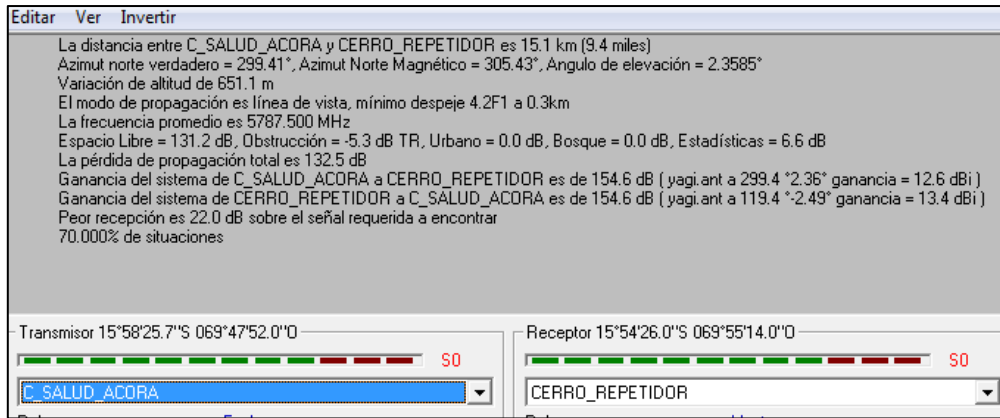 Editar Ver Invertir
La distancia entre C_SALUD_ACORA y CERRO_REPETIDOR es 15.1 km (9.4 miles)
Azimut norte verdadero = 299.41°, Azimut Norte Magnético = 305.43°, Angulo de elevación = 2.3585°
Variación de altitud de 651.1 m
El modo de propagación es línea de vista, mínimo despeje 4.2F1 a 0.3km
La frecuencia promedio es 5787.500 MHz
Espacio Libre = 131.2 dB, Obstrucción = -5.3 dB TR, Urbano = 0.0 dB, Bosque = 0.0 dB, Estadísticas = 6.6 dB
La pérdida de propagación total es 132.5 dB
Ganancia del sistema de C_SALUD_ACORA a CERRO_REPETIDOR es de 154.6 dB ( yagi.ant a 299.4 °2.36° ganancia = 12.6 dBi )
Ganancia del sistema de CERRO_REPETIDOR a C_SALUD_ACORA es de 154.6 dB ( yagi.ant a 119.4 °-2.49° ganancia = 13.4 dBi )
Peor recepción es 22.0 dB sobre el señal requerida a encontrar
70.000% de situaciones
Transmisor 15°58'25.7"S 069°47'52.0"O Receptor 15°54'26.0"S 069°55'14.0"O
S0 S0
C_SALUD_ACORA CERRO_REPETIDOR